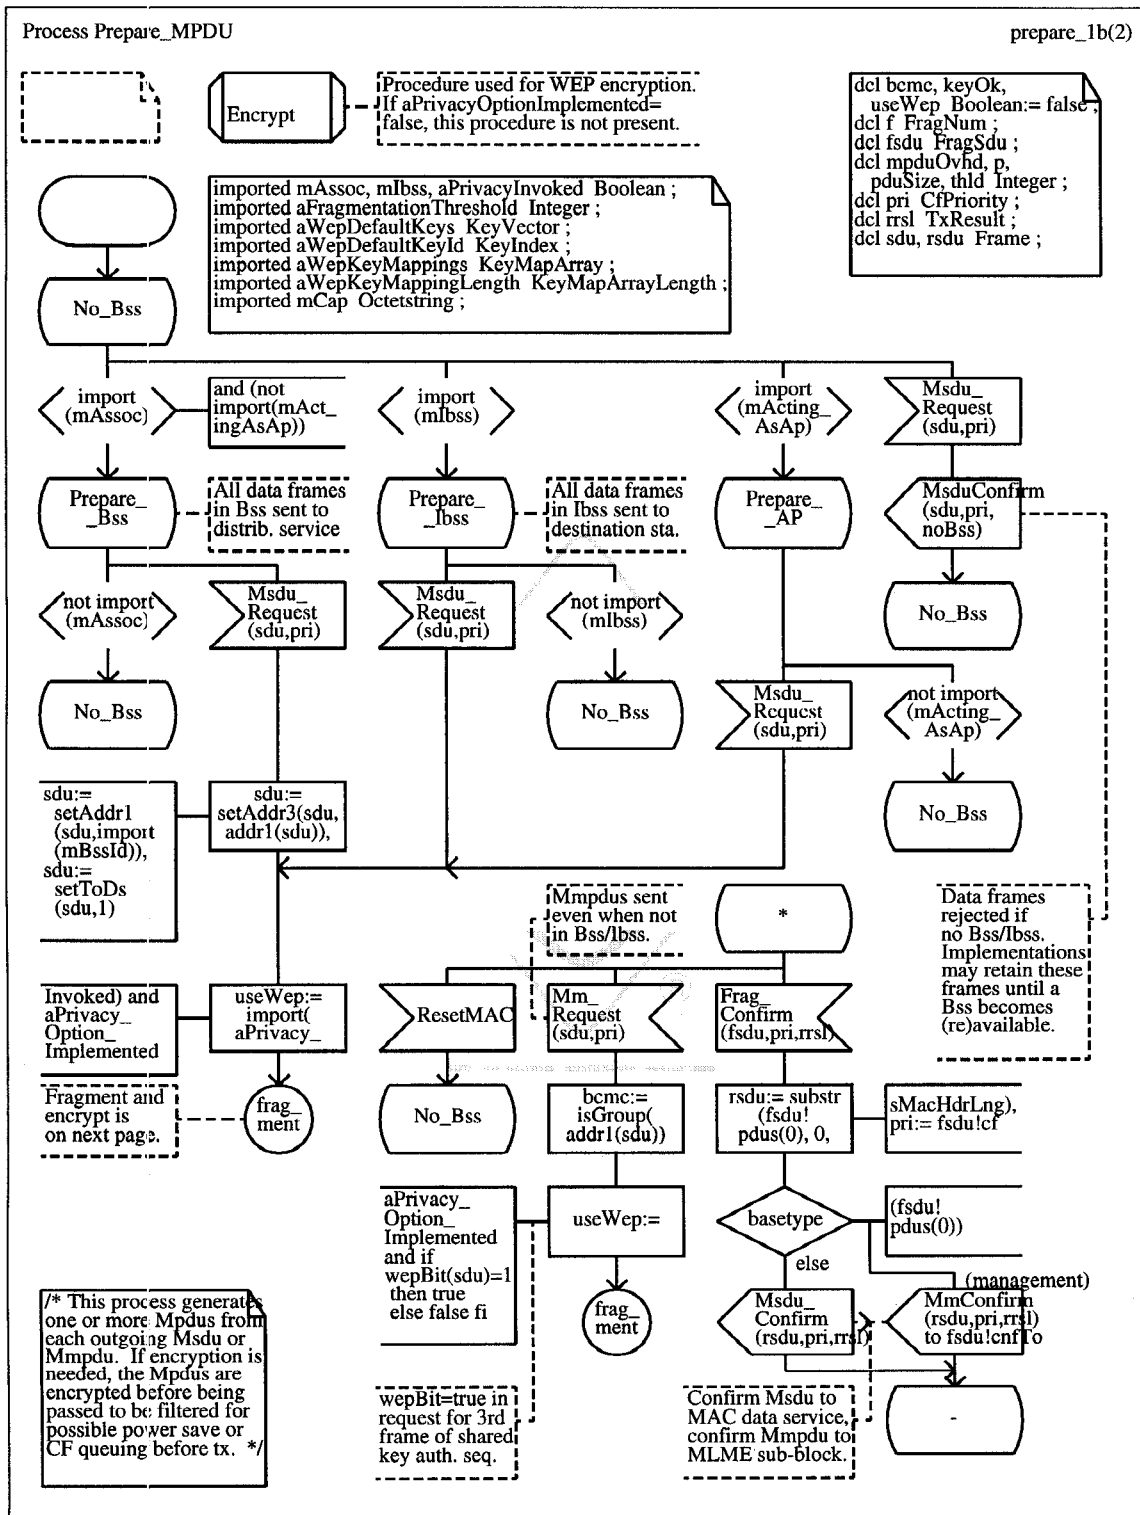 Process Prepare_MPDU
prepare_1b(2)
Encrypt
Procedure used for WEP encryption.
If aPrivacyOptionImplemented=
false, this procedure is not present.
dcl bcmc, keyOk,
useWep Boolean:= false ;
dcl f FragNum ;
dcl fsdu FragSdu ;
dcl mpduOvhd, p,
pduSize, thld Integer ;
dcl pri CfPriority ;
dcl rrsl TxResult ;
dcl sdu, rsdu Frame ;
imported mAssoc, mIbss, aPrivacyInvoked Boolean ;
imported aFragmentationThreshold Integer ;
imported aWepDefaultKeys KeyVector ;
imported aWepDefaultKeyId KeyIndex ;
imported aWepKeyMappings KeyMapArray ;
imported aWepKeyMappingLength KeyMapArrayLength ;
imported mCap Octetstring ;
No_Bss
import
(mAssoc)
and (not
import(mAct_
ingAsAp))
import
(mIbss)
import
(mActing_
AsAp)
Msdu_
Request
(sdu,pri)
Prepare_
_Bss
All data frames
in Bss sent to
distrib. service
Prepare_
_Ibss
All data frames
in Ibss sent to
destination sta.
Prepare_
_AP
MsduConfirm
(sdu,pri,
noBss)
not import
(mAssoc)
Msdu_
Request
(sdu,pri)
Msdu_
Request
(sdu,pri)
not import
(mIbss)
No_Bss
No_Bss
No_Bss
Msdu_
Request
(sdu,pri)
not import
(mActing_
AsAp)
No_Bss
sdu:=
setAddr1
(sdu,import
(mBssId)),
sdu:=
setToDs
(sdu,1)
sdu:=
setAddr3(sdu,
addr1(sdu)),
Mmpdus sent
even when not
in Bss/Ibss.
*
Data frames
rejected if
no Bss/Ibss.
Implementations
may retain these
frames until a
Bss becomes
(re)available.
Invoked) and
aPrivacy_
Option_
Implemented
useWep:=
import(
aPrivacy_
ResetMAC
Mm_
Request
(sdu,pri)
Frag_
Confirm
(fsdu,pri,rrsl)
Fragment and
encrypt is
on next page.
frag_
ment
No_Bss
bcmc:=
isGroup(
addr1(sdu))
rsdu:= substr
(fsdu!
pdus(0), 0,
sMacHdrLng),
pri:= fsdu!cf
aPrivacy_
Option_
Implemented
and if
wepBit(sdu)=1
then true
else false fi
useWep:=
basetype
(fsdu!
pdus(0))
else
(management)
/* This process generates
one or more Mpdus from
each outgoing Msdu or
Mmpdu. If encryption is
needed, the Mpdus are
encrypted before being
passed to be filtered for
possible power save or
CF queuing before tx. */
frag_
ment
Msdu_
Confirm
(rsdu,pri,rrsl)
MmConfirm
(rsdu,pri,rrsl)
to fsdu!cnfTo
wepBit=true in
request for 3rd
frame of shared
key auth. seq.
Confirm Msdu to
MAC data service,
confirm Mmpdu to
MLME sub-block.
-